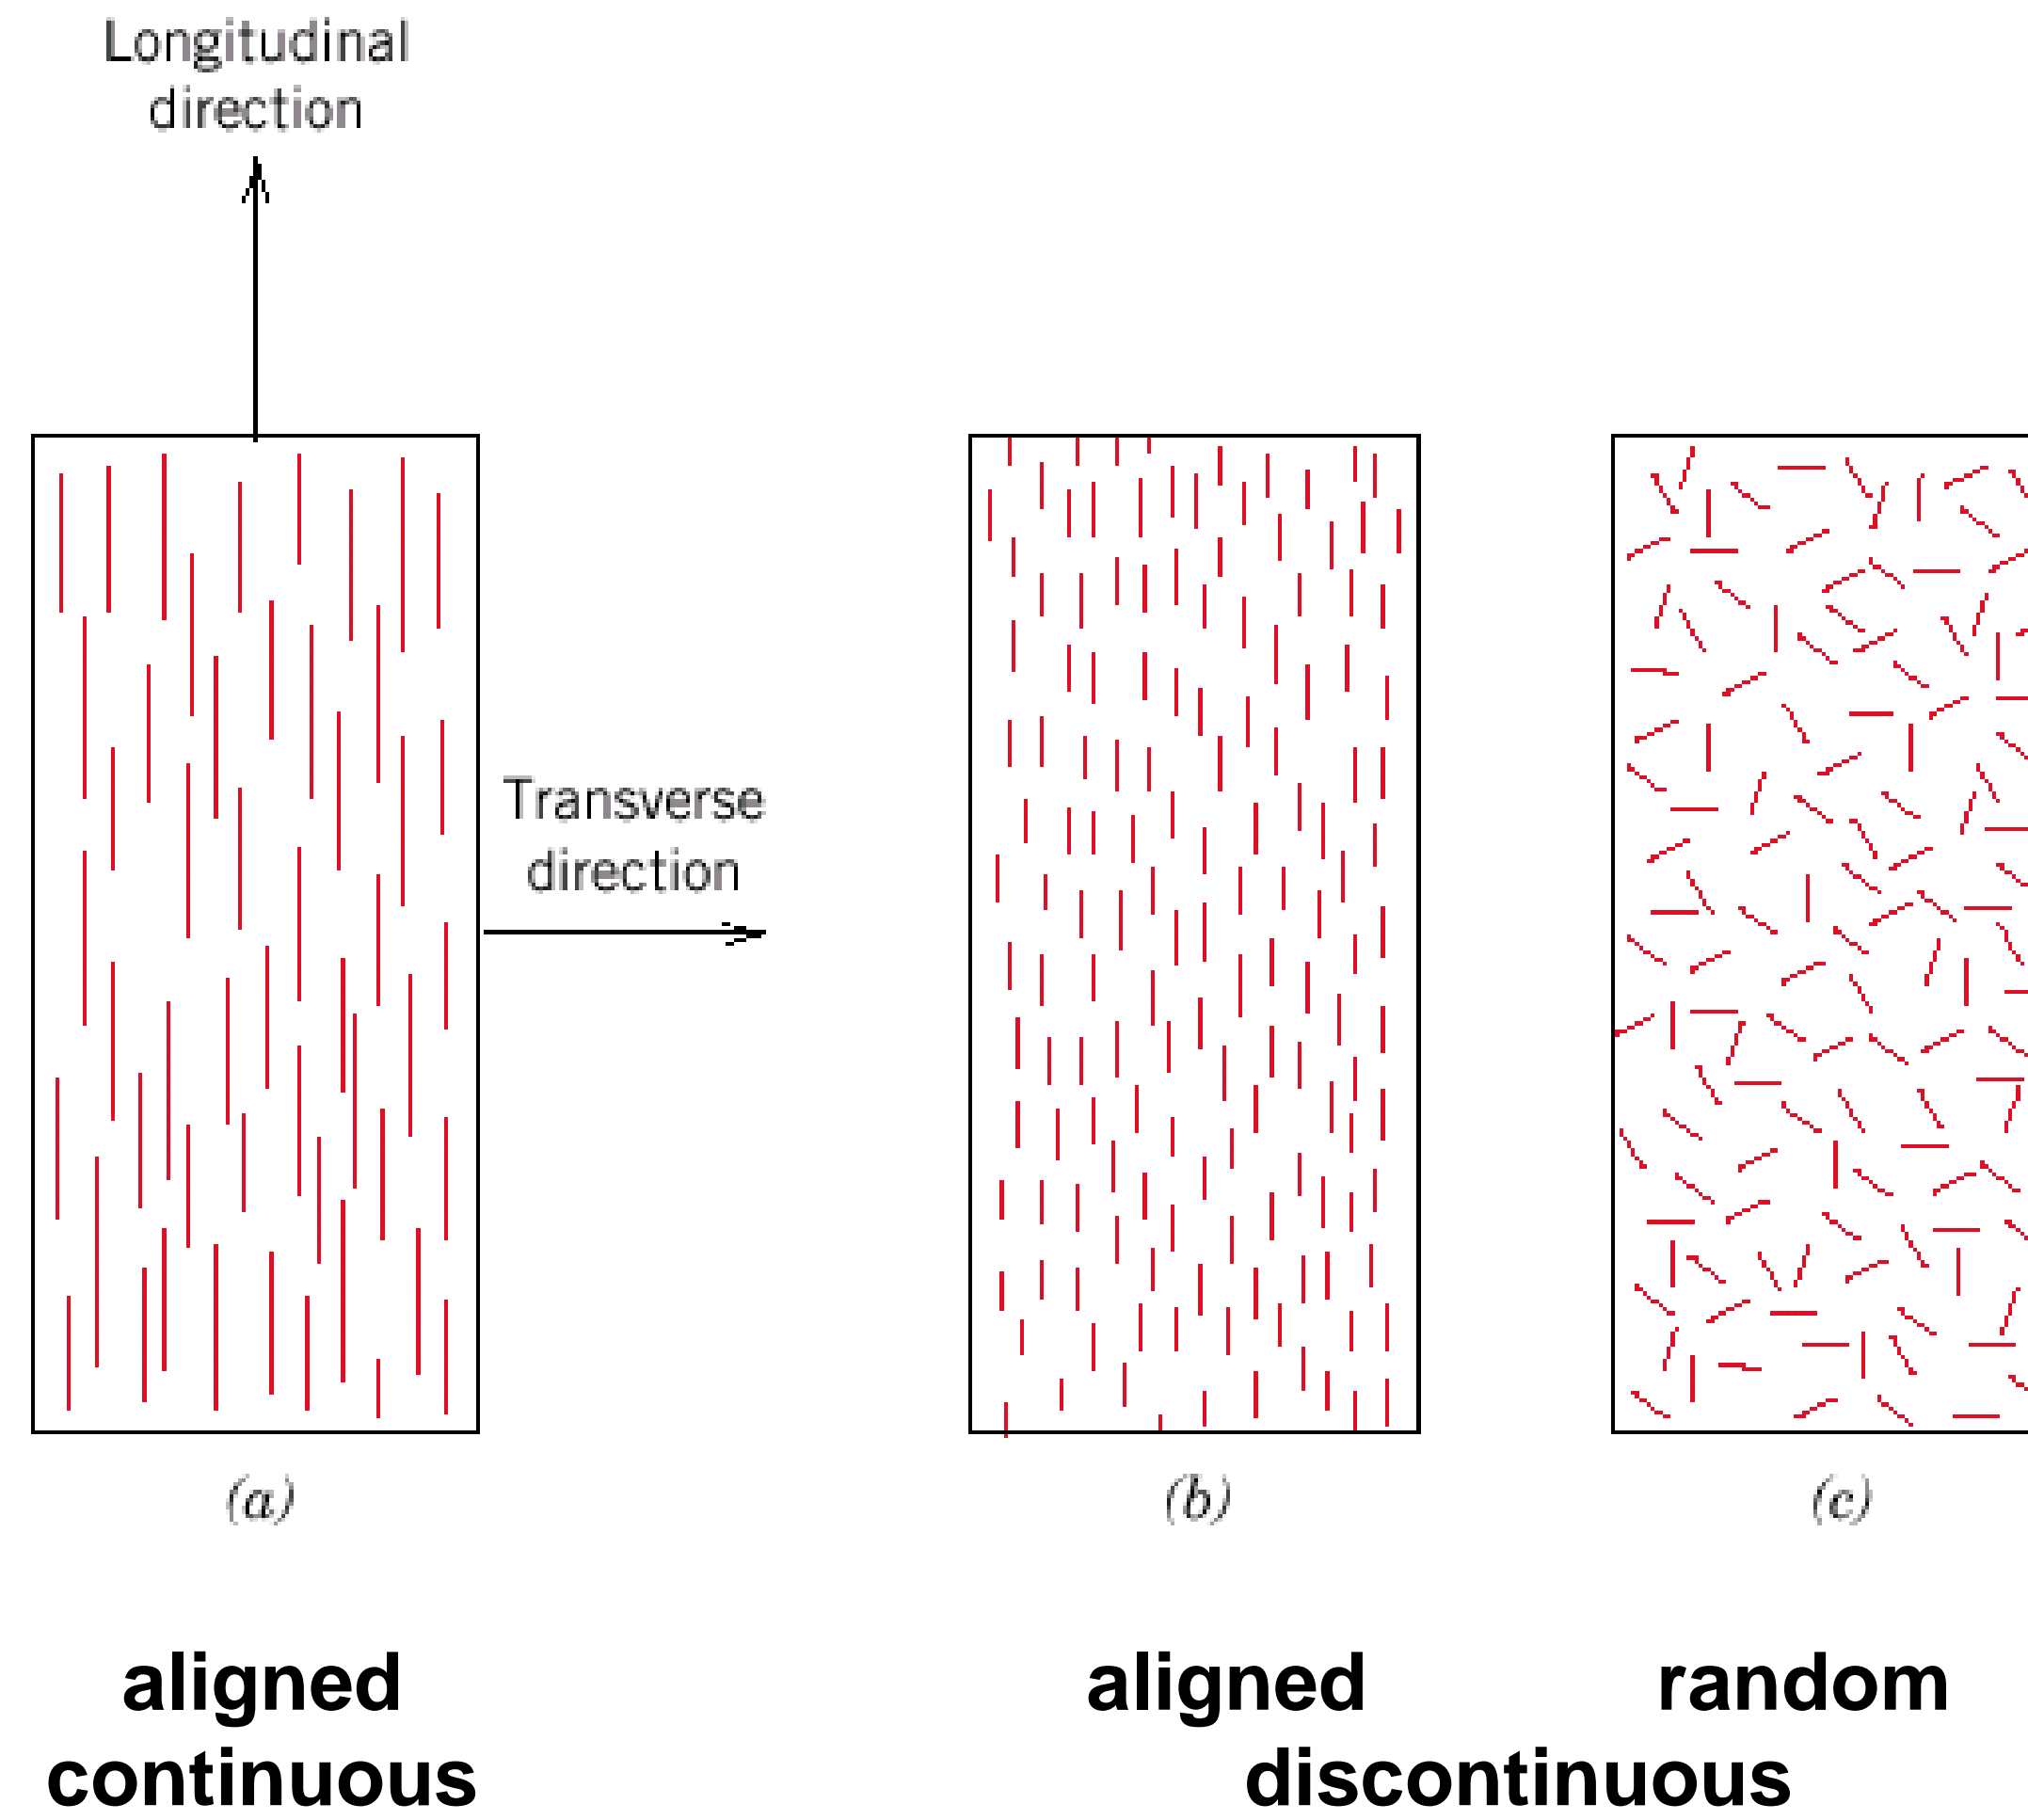 Longitudinal
direction
Transverse
direction
(a)
(b)
(c)
aligned
continuous
aligned random
discontinuous